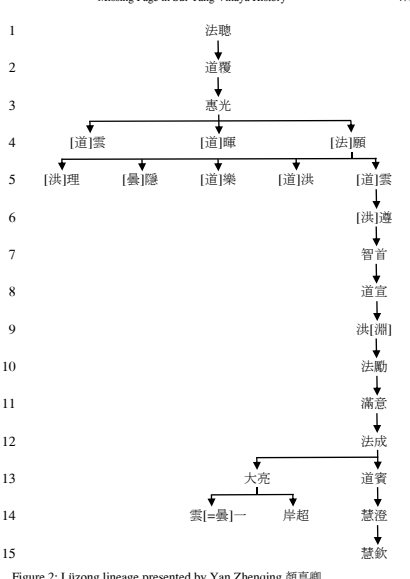 Missing Page in Sui-Tang Vinaya History
1 法聰
2 道覆
3 惠光
4 [道]雲 [道]暉 [法]願
5 [洪]理 [曇]隱 [道]樂 [道]洪 [道]雲
6 [洪]遵
7 智首
8 道宣
9 洪[淵]
10 法勵
11 滿意
12 法成
13 大亮 道賓
14 雲[=曇]一 岸超 慧澄
15 慧欽
Figure 2: Lüzong lineage presented by Yan Zhenqing 顏真卿